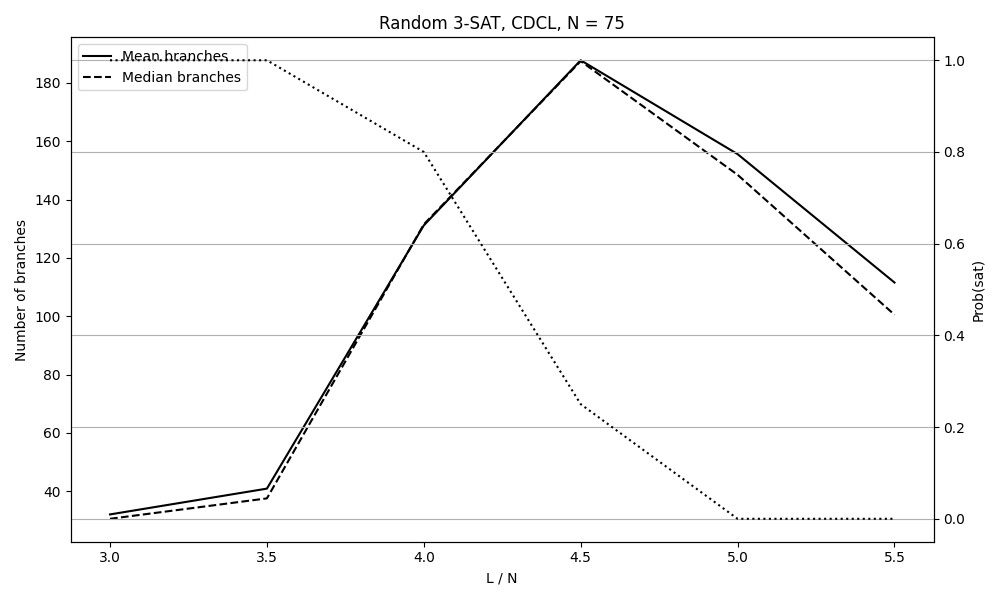 Random 3-SAT, CDCL, N = 75
Mean branches
Median branches
Number of branches
180
160
140
120
100
80
60
40
1.0
0.8
0.6
0.4
0.2
0.0
Prob(sat)
3.0 3.5 4.0 4.5 5.0 5.5
L / N